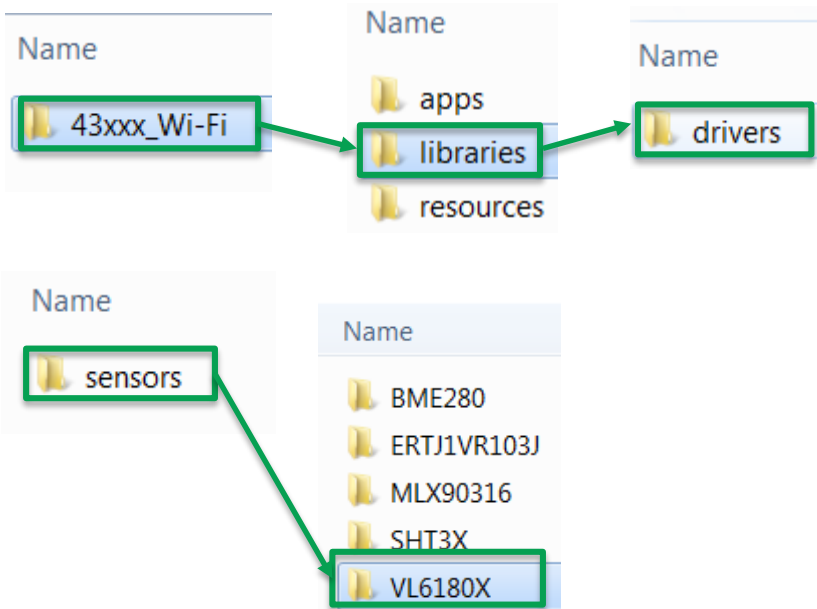 Name
43xxx_Wi-Fi
Name
apps
libraries
resources
Name
drivers
Name
sensors
Name
BME280
ERTJ1VR103J
MLX90316
SHT3X
VL6180X